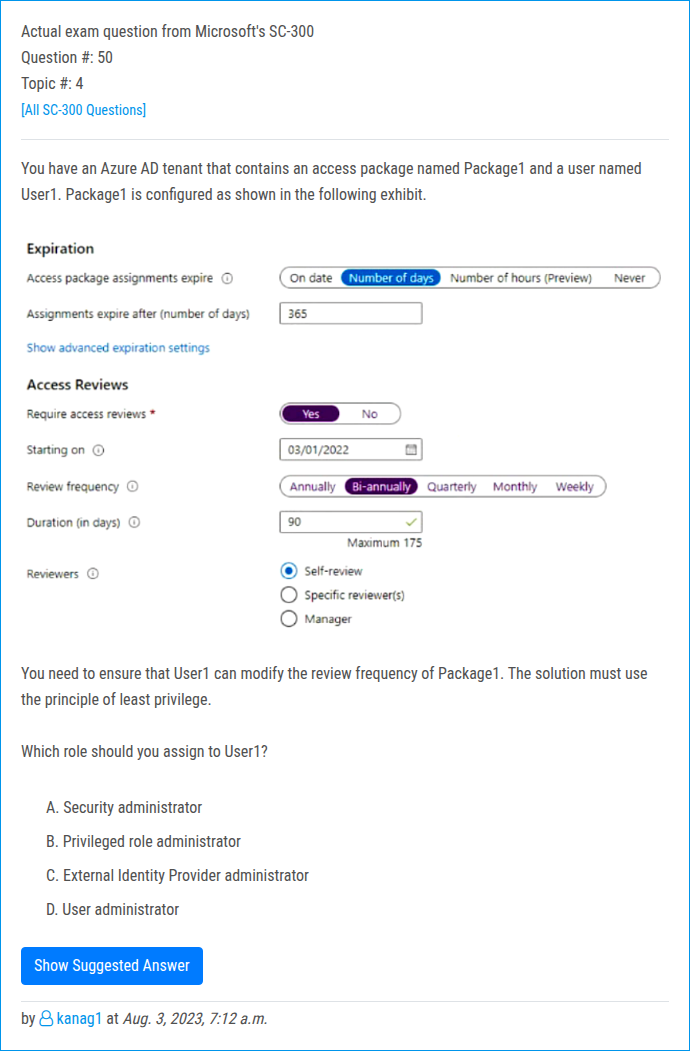 Actual exam question from Microsoft's SC-300
Question #: 50
Topic #: 4
[All SC-300 Questions]
You have an Azure AD tenant that contains an access package named Package1 and a user named
User1. Package1 is configured as shown in the following exhibit.
Expiration
Access package assignments expire On date Number of days Number of hours (Preview) Never
Assignments expire after (number of days) 365
Show advanced expiration settings
Access Reviews
Require access reviews * Yes No
Starting on 03/01/2022
Review frequency Annually Bi-annually Quarterly Monthly Weekly
Duration (in days) 90
Maximum 175
Reviewers Self-review
Specific reviewer(s)
Manager
You need to ensure that User1 can modify the review frequency of Package1. The solution must use
the principle of least privilege.
Which role should you assign to User1?
A. Security administrator
B. Privileged role administrator
C. External Identity Provider administrator
D. User administrator
Show Suggested Answer
by kanag1 at Aug. 3, 2023, 7:12 a.m.